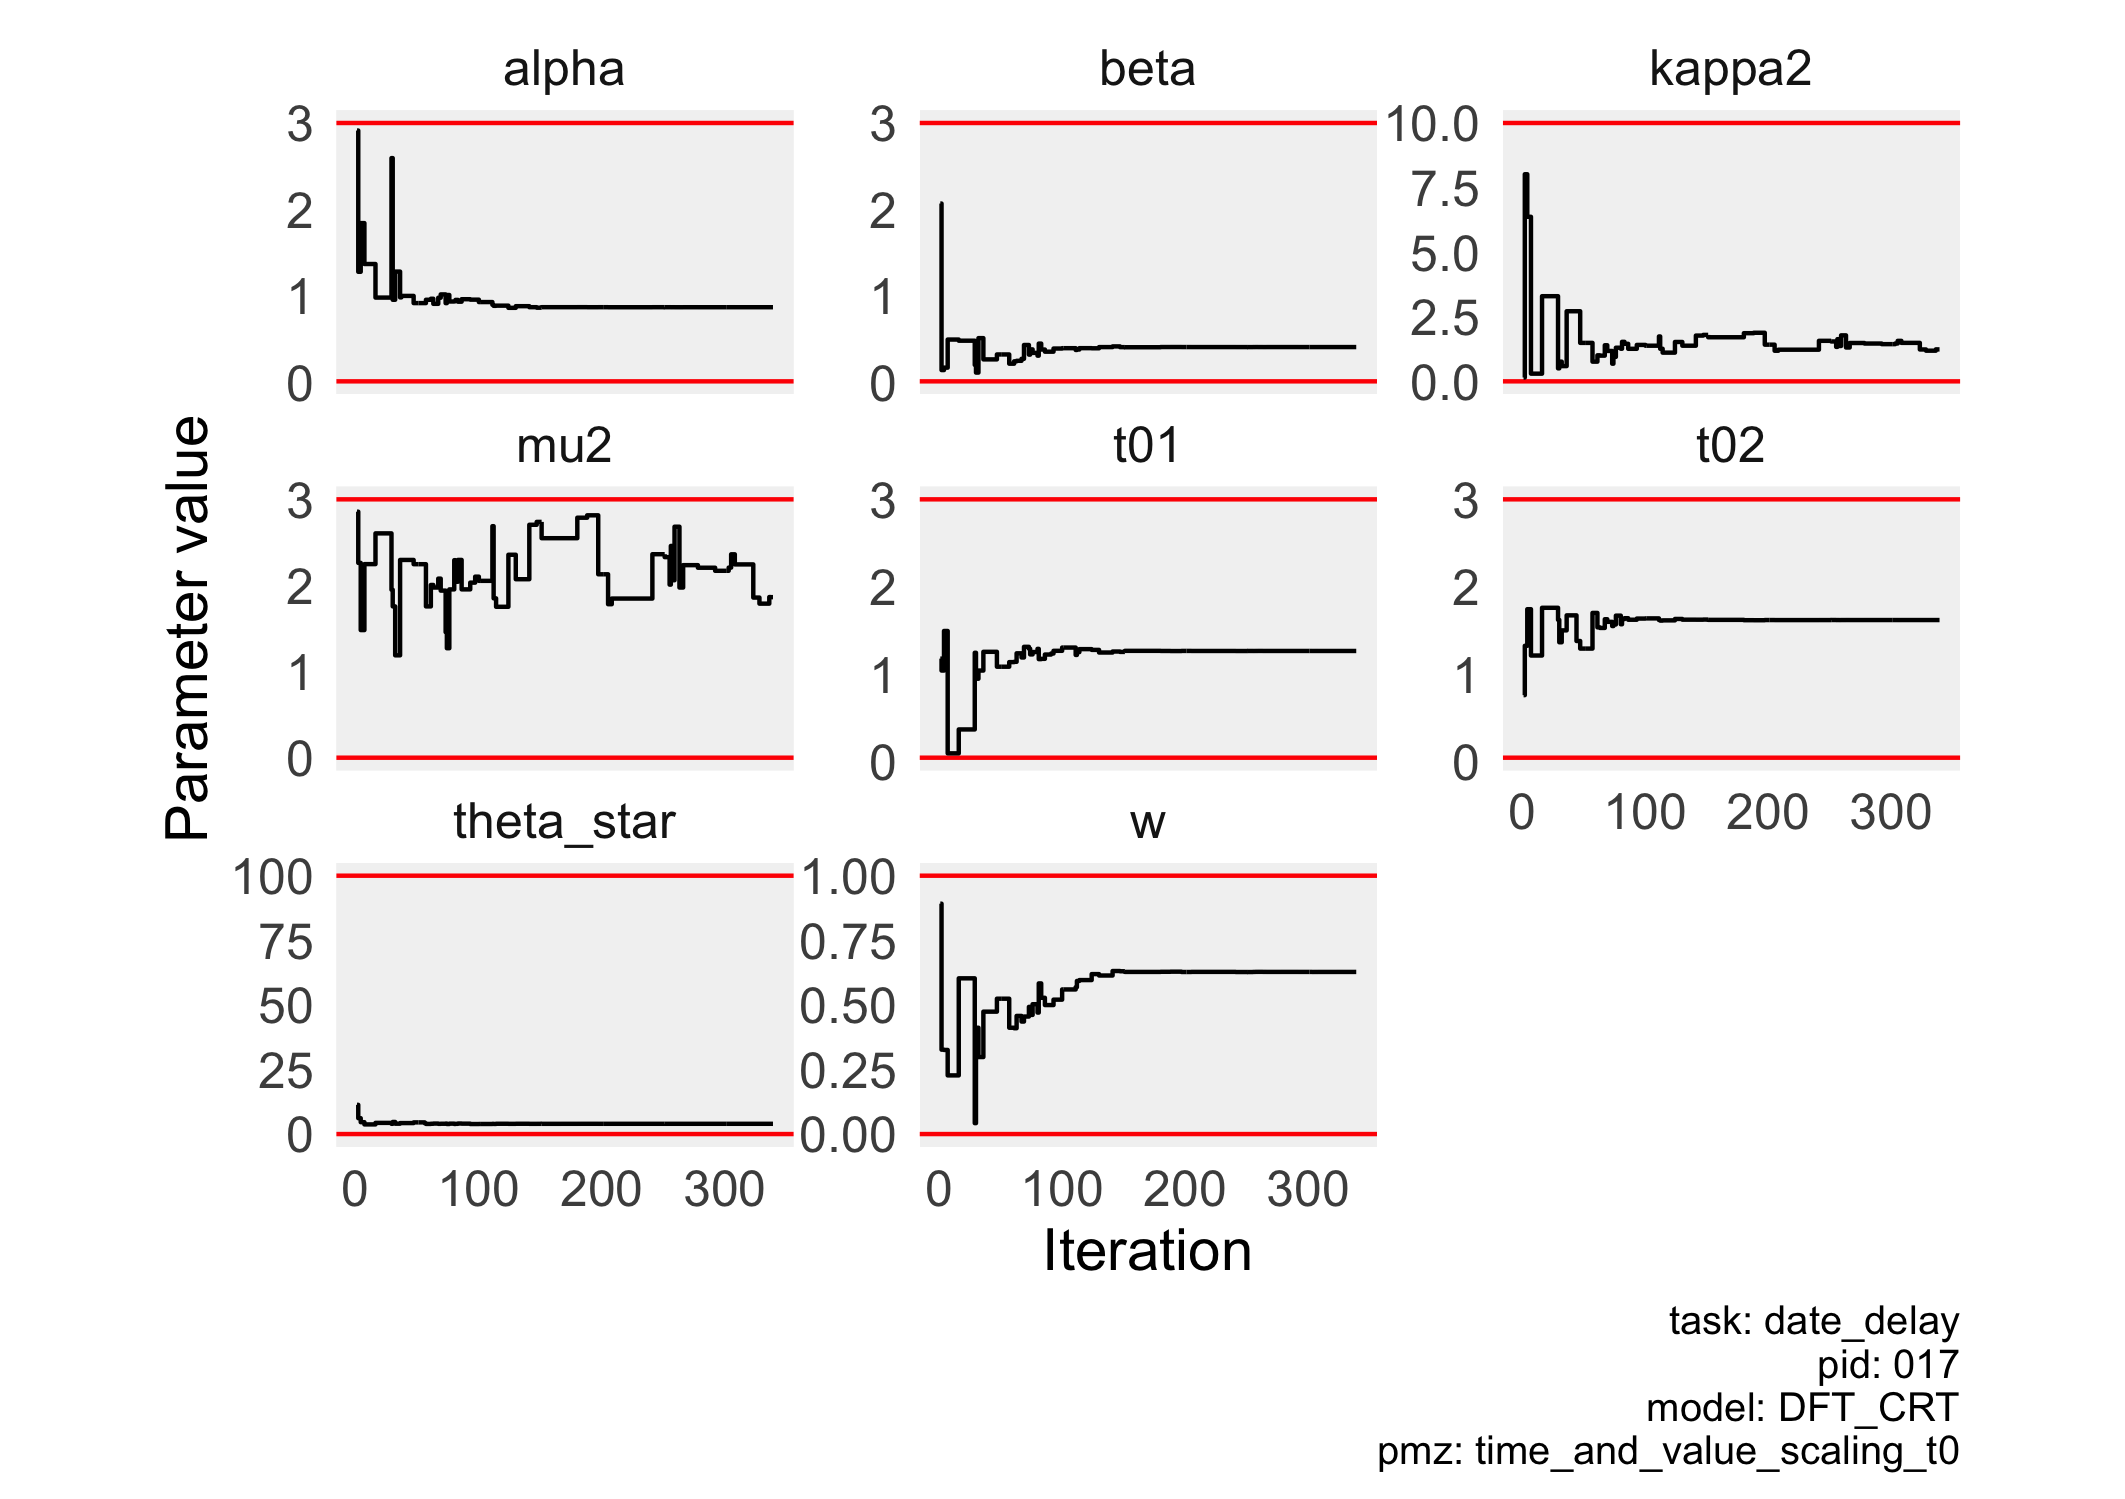 alpha
beta
kappa2
3
2
1
0
3
2
1
0
10.0
7.5
5.0
2.5
0.0
mu2
t01
t02
3
2
1
0
3
2
1
0
3
2
1
0
0 100 200 300
theta_star
w
100
75
50
25
0
1.00
0.75
0.50
0.25
0.00
0 100 200 300
0 100 200 300
Parameter value
Iteration
task: date_delay
pid: 017
model: DFT_CRT
pmz: time_and_value_scaling_t0